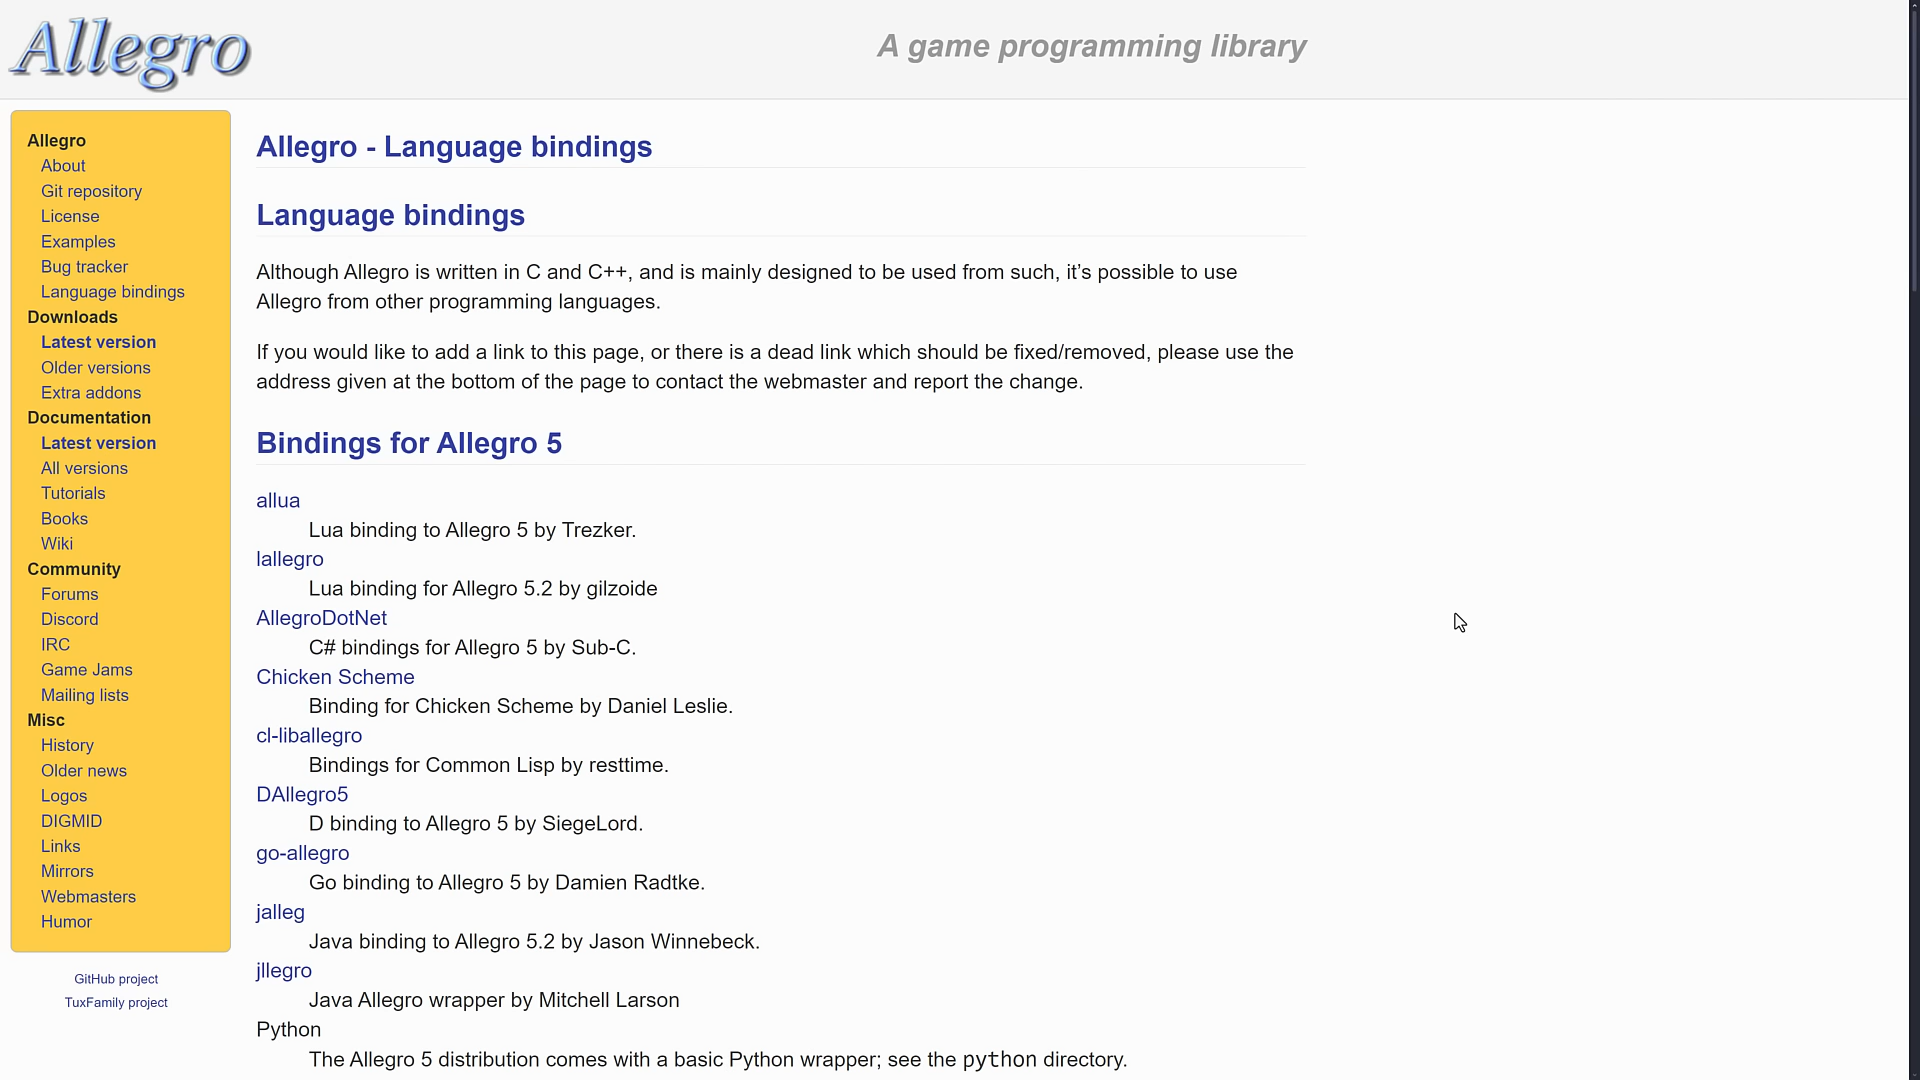 Allegro
A game programming library
Allegro
About
Git repository
License
Examples
Bug tracker
Language bindings
Downloads
Latest version
Older versions
Extra addons
Documentation
Latest version
All versions
Tutorials
Books
Wiki
Community
Forums
Discord
IRC
Game Jams
Mailing lists
Misc
History
Older news
Logos
DIGMID
Links
Mirrors
Webmasters
Humor
GitHub project
TuxFamily project
Allegro - Language bindings
Language bindings
Although Allegro is written in C and C++, and is mainly designed to be used from such, it’s possible to use
Allegro from other programming languages.
If you would like to add a link to this page, or there is a dead link which should be fixed/removed, please use the
address given at the bottom of the page to contact the webmaster and report the change.
Bindings for Allegro 5
allua
Lua binding to Allegro 5 by Trezker.
lallegro
Lua binding for Allegro 5.2 by gilzoide
AllegroDotNet
C# bindings for Allegro 5 by Sub-C.
Chicken Scheme
Binding for Chicken Scheme by Daniel Leslie.
cl-liballegro
Bindings for Common Lisp by resttime.
DAllegro5
D binding to Allegro 5 by SiegeLord.
go-allegro
Go binding to Allegro 5 by Damien Radtke.
jalleg
Java binding to Allegro 5.2 by Jason Winnebeck.
jllegro
Java Allegro wrapper by Mitchell Larson
Python
The Allegro 5 distribution comes with a basic Python wrapper; see the python directory.